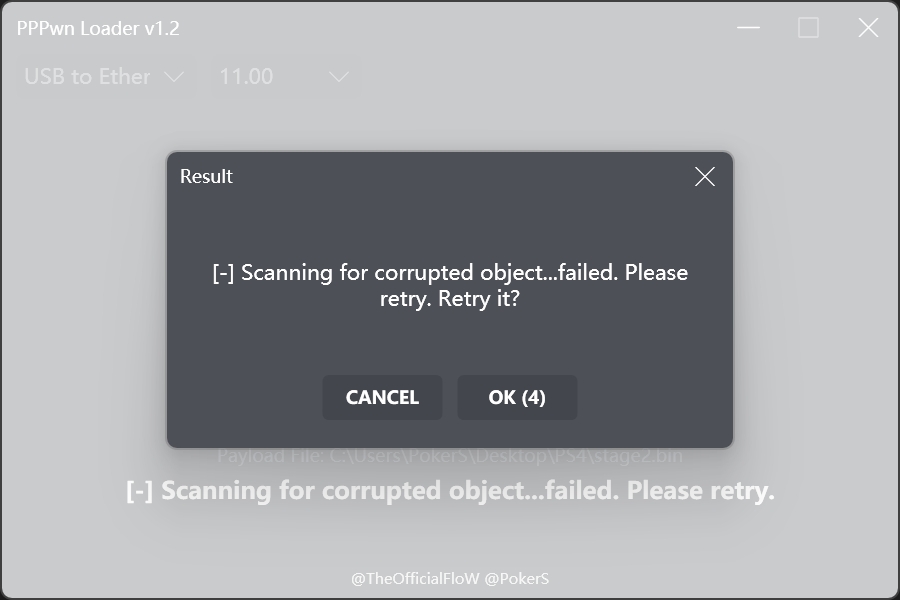 PPPwn Loader v1.2
USB to Ether
11.00
Result
[-] Scanning for corrupted object...failed. Please
retry. Retry it?
CANCEL
OK (4)
Payload File: C:\Users\PokerS\Desktop\PS4\stage2.bin
[-] Scanning for corrupted object...failed. Please retry.
@TheOfficialFloW @PokerS